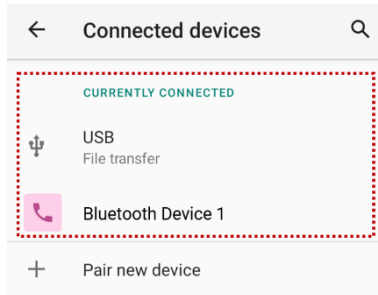 Connected devices
CURRENTLY CONNECTED
USB
File transfer
Bluetooth Device 1
Pair new device